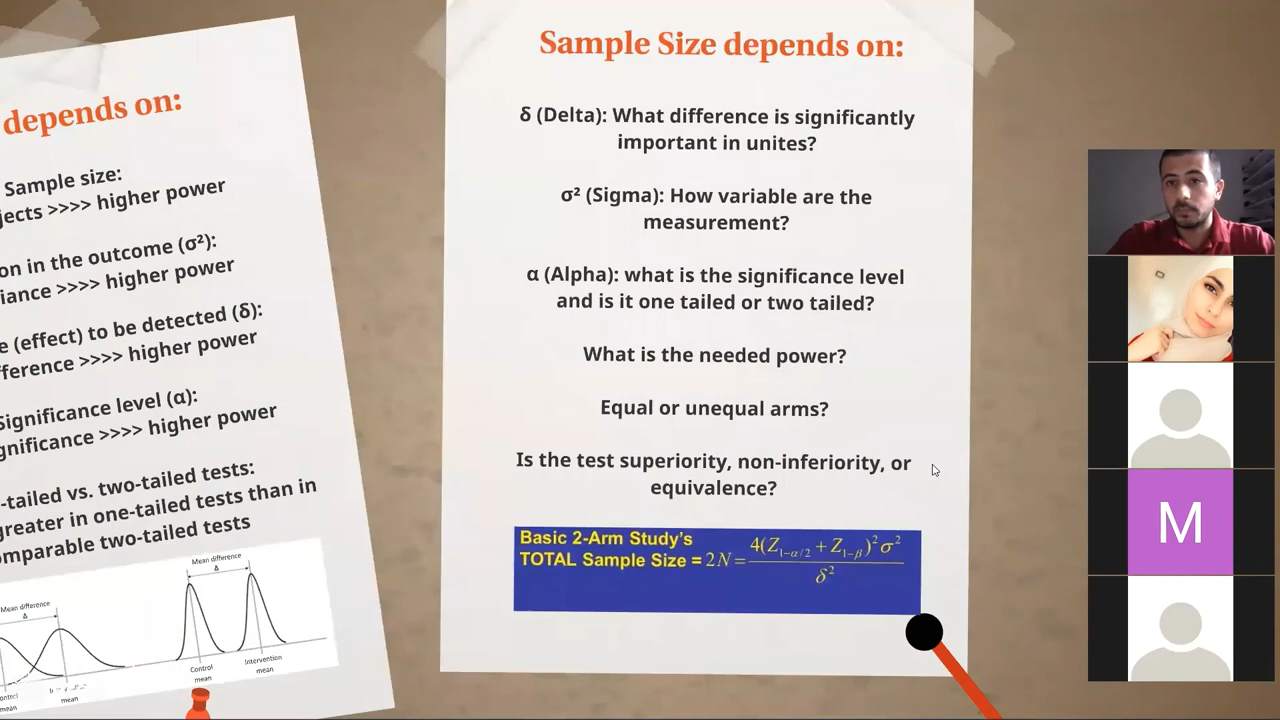 depends on:
Sample size:
jects >>>> higher power
on in the outcome (σ²):
iance >>>> higher power
e (effect) to be detected (δ):
fference >>>> higher power
Significance level (α):
gnificance >>>> higher power
-tailed vs. two-tailed tests:
greater in one-tailed tests than in
omparable two-tailed tests
Mean difference
Δ
mean
mean
Mean difference
Δ
Control
mean
Intervention
mean
Sample Size depends on:
δ (Delta): What difference is significantly
important in unites?
σ² (Sigma): How variable are the
measurement?
α (Alpha): what is the significance level
and is it one tailed or two tailed?
What is the needed power?
Equal or unequal arms?
Is the test superiority, non-inferiority, or
equivalence?
Basic 2-Arm Study's
TOTAL Sample Size = 2N = 4(Z₁₋α/₂ + Z₁₋β)²σ² / δ²
M